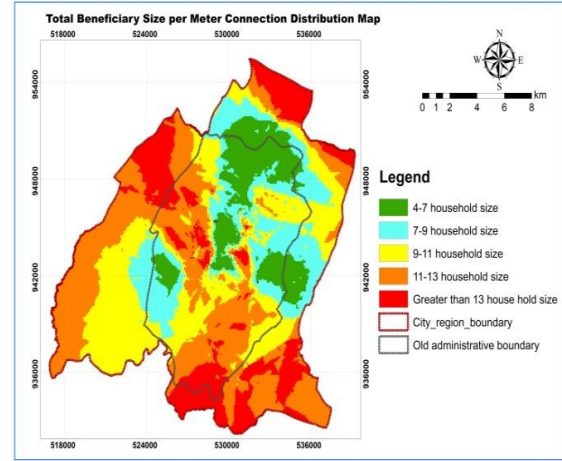 Total Beneficiary Size per Meter Connection Distribution Map
518000 524000 530000 536000
954000
948000
942000
936000
954000
948000
942000
936000
518000 524000 530000 536000
N
W E
S
km
0 1 2 4 6 8
Legend
4-7 household size
7-9 household size
9-11 household size
11-13 household size
Greater than 13 house hold size
City_region_boundary
Old administrative boundary